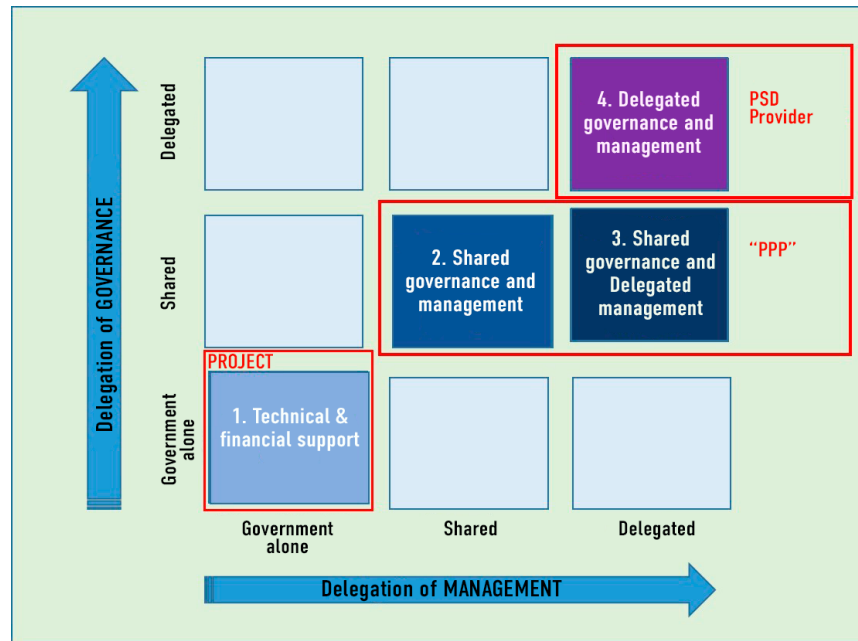 Delegation of GOVERNANCE
Delegated
Shared
Government
alone
4. Delegated
governance and
management
PSD
Provider
2. Shared
governance and
management
3. Shared
governance and
Delegated
management
“PPP”
PROJECT
1. Technical &
financial support
Government
alone
Shared
Delegated
Delegation of MANAGEMENT